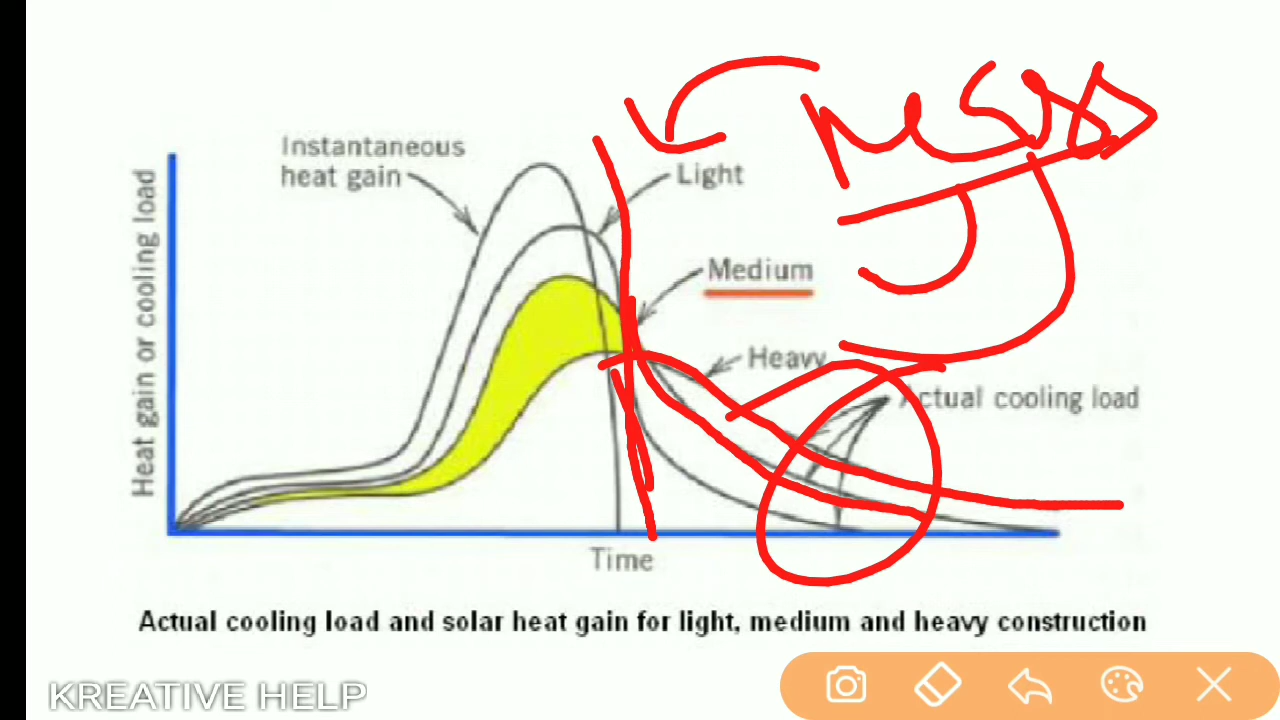 Instantaneous
heat gain
Light
Medium
Heavy
Actual cooling load
Heat gain or cooling load
Time
Actual cooling load and solar heat gain for light, medium and heavy construction
KREATIVE HELP